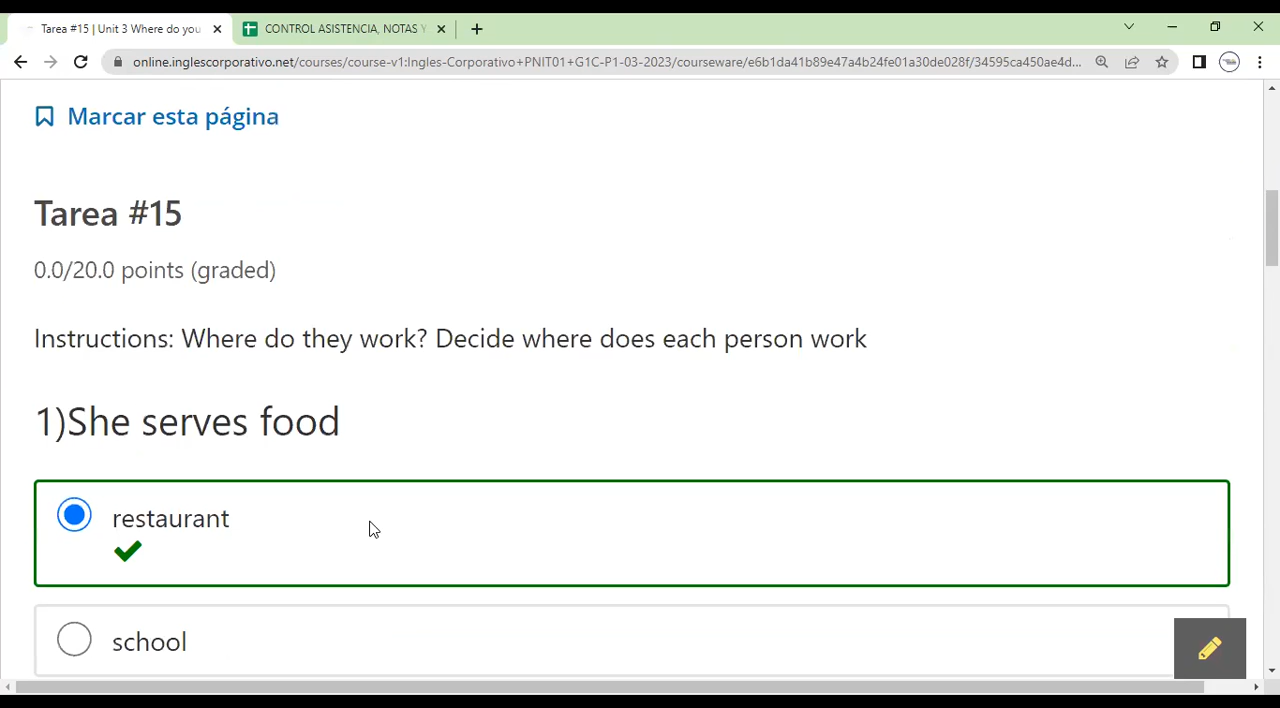 Tarea #15 | Unit 3 Where do you
CONTROL ASISTENCIA, NOTAS Y
online.inglescorporativo.net/courses/course-v1:Ingles-Corporativo+PNIT01+G1C-P1-03-2023/courseware/e6b1da41b89e47a4b24fe01a30de028f/34595ca450ae4d...
Marcar esta página
Tarea #15
0.0/20.0 points (graded)
Instructions: Where do they work? Decide where does each person work
1)She serves food
restaurant
school